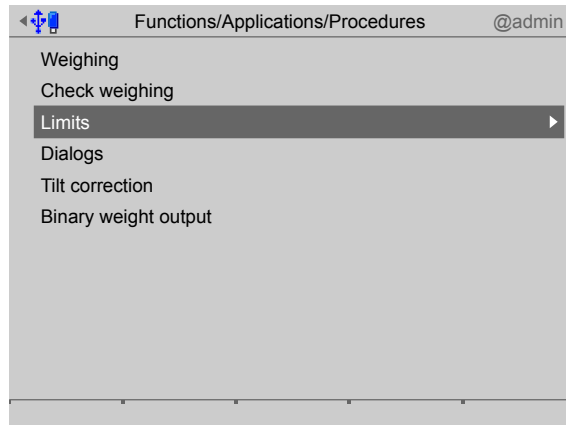 Functions/Applications/Procedures @admin
Weighing
Check weighing
Limits
Dialogs
Tilt correction
Binary weight output